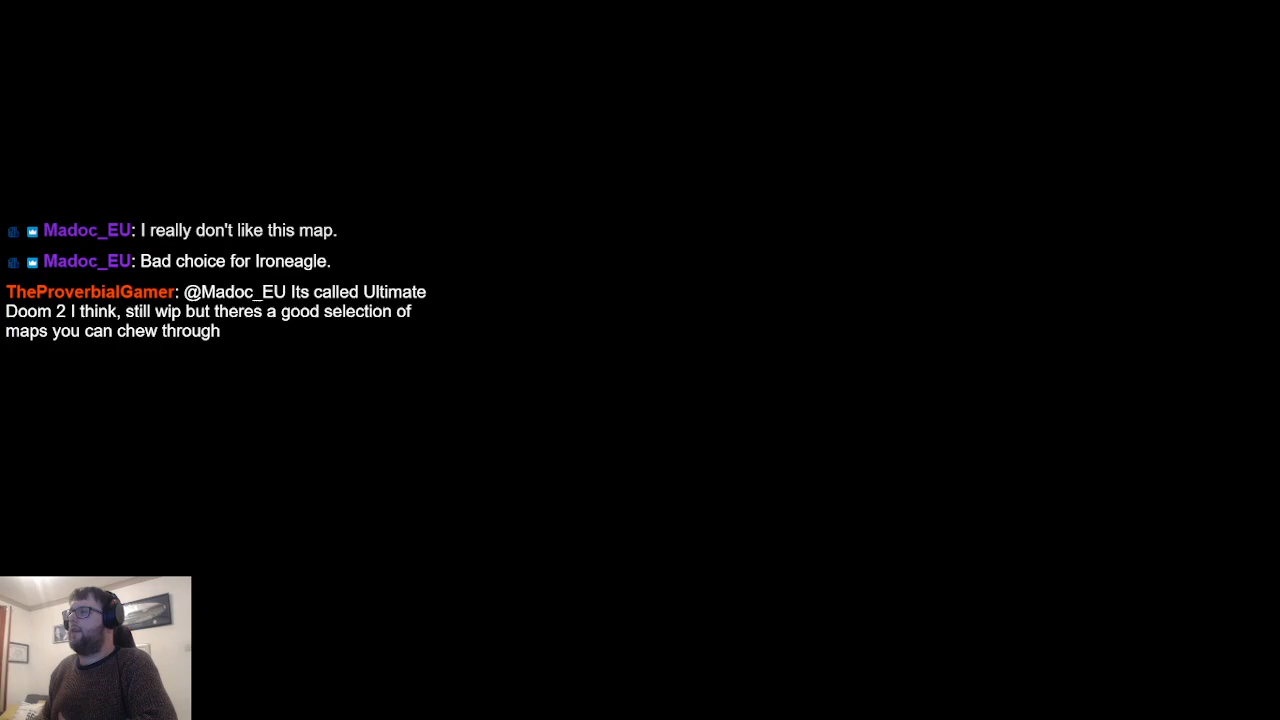 Madoc_EU: I really don't like this map.
Madoc_EU: Bad choice for Ironeagle.
TheProverbialGamer: @Madoc_EU Its called Ultimate
Doom 2 I think, still wip but theres a good selection of
maps you can chew through